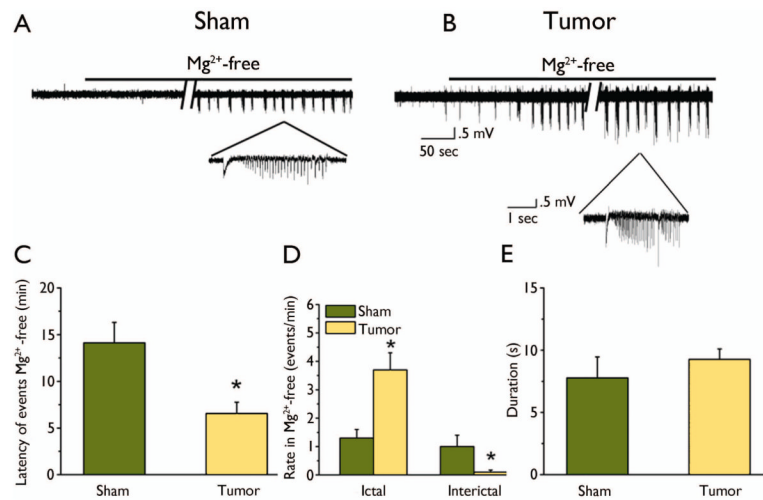 A
Sham
B
Tumor
Mg²⁺-free
Mg²⁺-free
.5 mV
50 sec
.5 mV
1 sec
C
Latency of events Mg²⁺-free (min)
20
15
10
5
0
Sham
Tumor
D
Rate in Mg²⁺-free (events/min)
6
5
4
3
2
1
0
Sham
Tumor
*
*
Ictal
Interictal
*
E
Duration (s)
15
10
5
0
Sham
Tumor